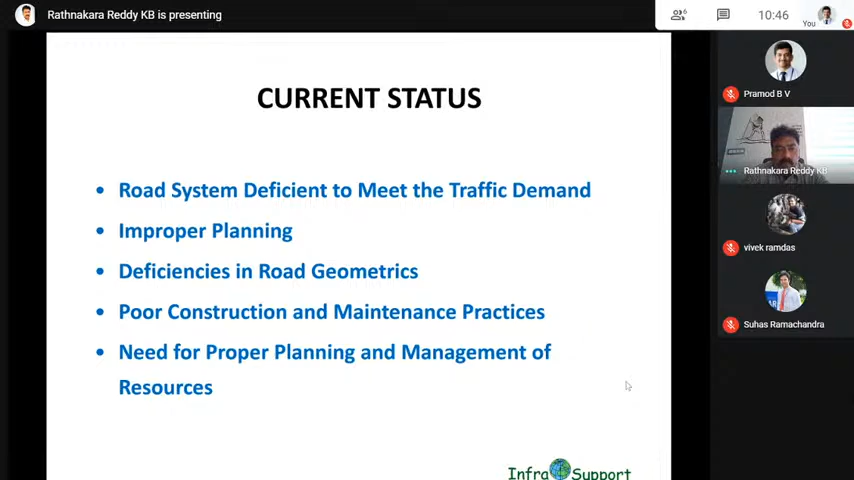 Rathnakara Reddy KB is presenting
6
10:46
You
CURRENT STATUS
• Road System Deficient to Meet the Traffic Demand
• Improper Planning
• Deficiencies in Road Geometrics
• Poor Construction and Maintenance Practices
• Need for Proper Planning and Management of
Resources
Infra Support
Pramod B V
Rathnakara Reddy KB
vivek ramdas
Suhas Ramachandra